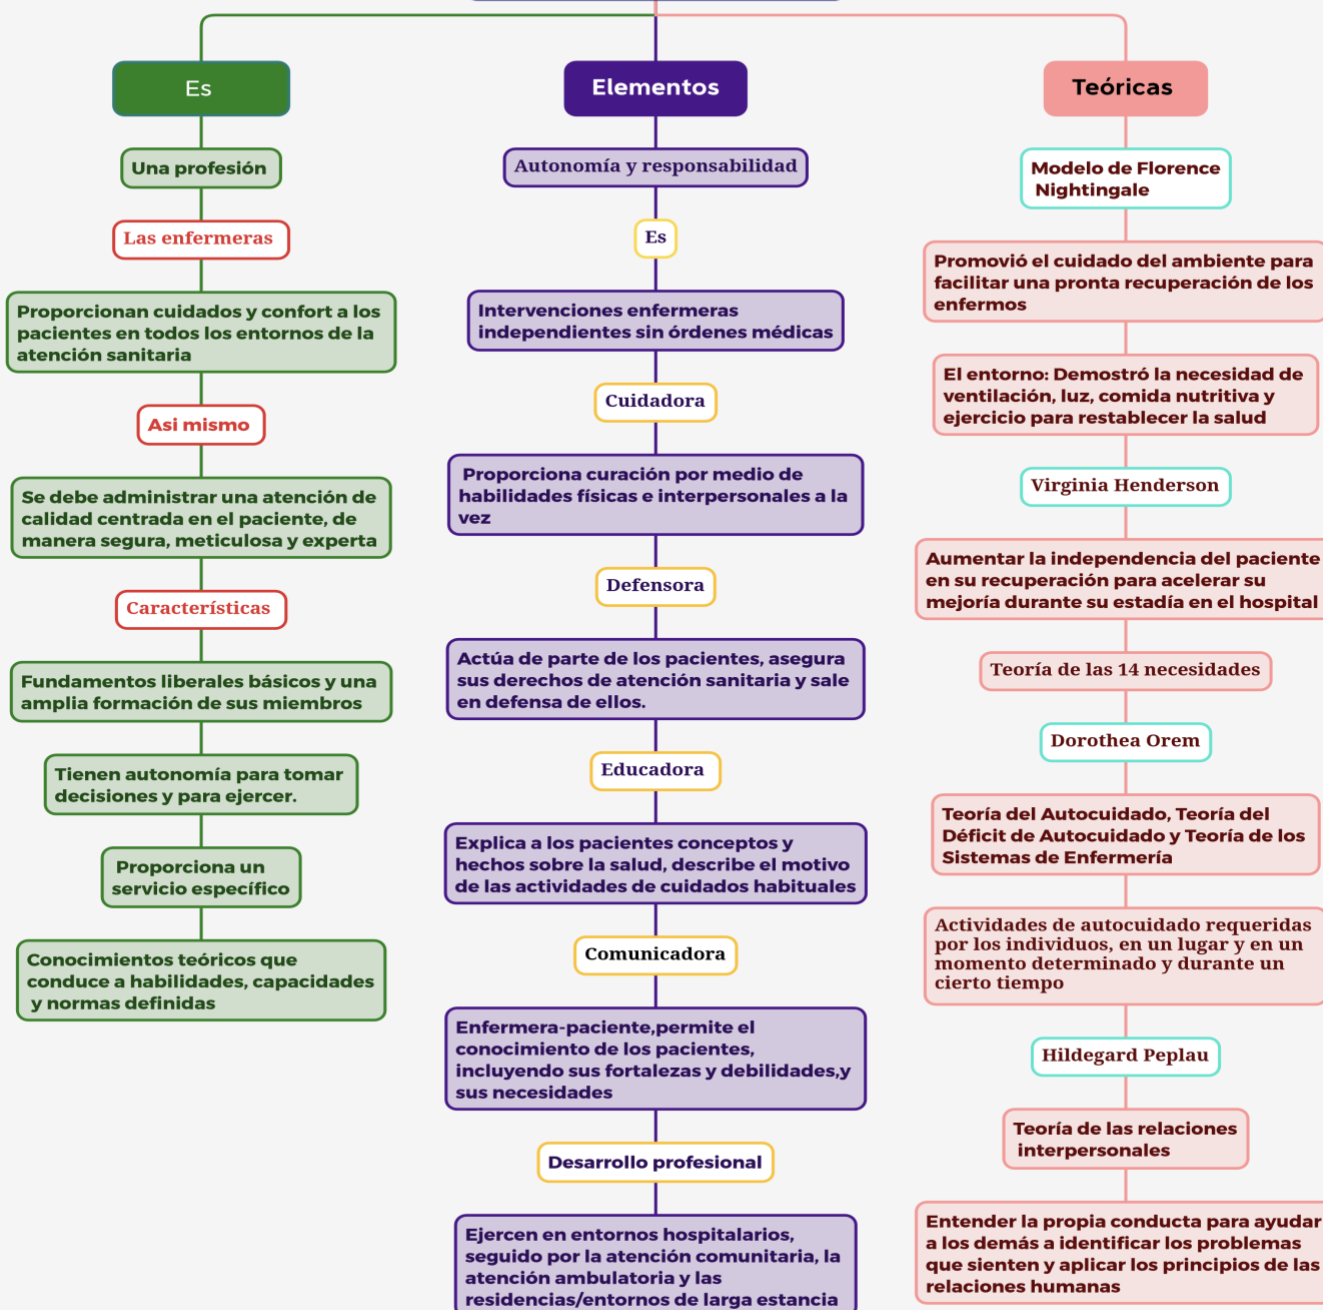 Es
Una profesión
Las enfermeras
Proporcionan cuidados y confort a los
pacientes en todos los entornos de la
atención sanitaria
Asi mismo
Se debe administrar una atención de
calidad centrada en el paciente, de
manera segura, meticulosa y experta
Características
Fundamentos liberales básicos y una
amplia formación de sus miembros
Tienen autonomía para tomar
decisiones y para ejercer.
Proporciona un
servicio específico
Conocimientos teóricos que
conduce a habilidades, capacidades
y normas definidas
Elementos
Autonomía y responsabilidad
Es
Intervenciones enfermeras
independientes sin órdenes médicas
Cuidadora
Proporciona curación por medio de
habilidades físicas e interpersonales a la
vez
Defensora
Actúa de parte de los pacientes, asegura
sus derechos de atención sanitaria y sale
en defensa de ellos.
Educadora
Explica a los pacientes conceptos y
hechos sobre la salud, describe el motivo
de las actividades de cuidados habituales
Comunicadora
Enfermera-paciente,permite el
conocimiento de los pacientes,
incluyendo sus fortalezas y debilidades,y
sus necesidades
Desarrollo profesional
Ejercen en entornos hospitalarios,
seguido por la atención comunitaria, la
atención ambulatoria y las
residencias/entornos de larga estancia
Teóricas
Modelo de Florence
Nightingale
Promovió el cuidado del ambiente para
facilitar una pronta recuperación de los
enfermos
El entorno: Demostró la necesidad de
ventilación, luz, comida nutritiva y
ejercicio para restablecer la salud
Virginia Henderson
Aumentar la independencia del paciente
en su recuperación para acelerar su
mejoría durante su estadía en el hospital
Teoría de las 14 necesidades
Dorothea Orem
Teoría del Autocuidado, Teoría del
Déficit de Autocuidado y Teoría de los
Sistemas de Enfermería
Actividades de autocuidado requeridas
por los individuos, en un lugar y en un
momento determinado y durante un
cierto tiempo
Hildegard Peplau
Teoría de las relaciones
interpersonales
Entender la propia conducta para ayudar
a los demás a identificar los problemas
que sienten y aplicar los principios de las
relaciones humanas